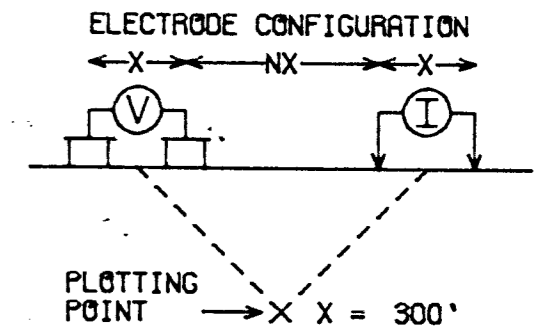 ELECTRODE CONFIGURATION
X NX X
V I
PLOTTING
POINT X X = 300'